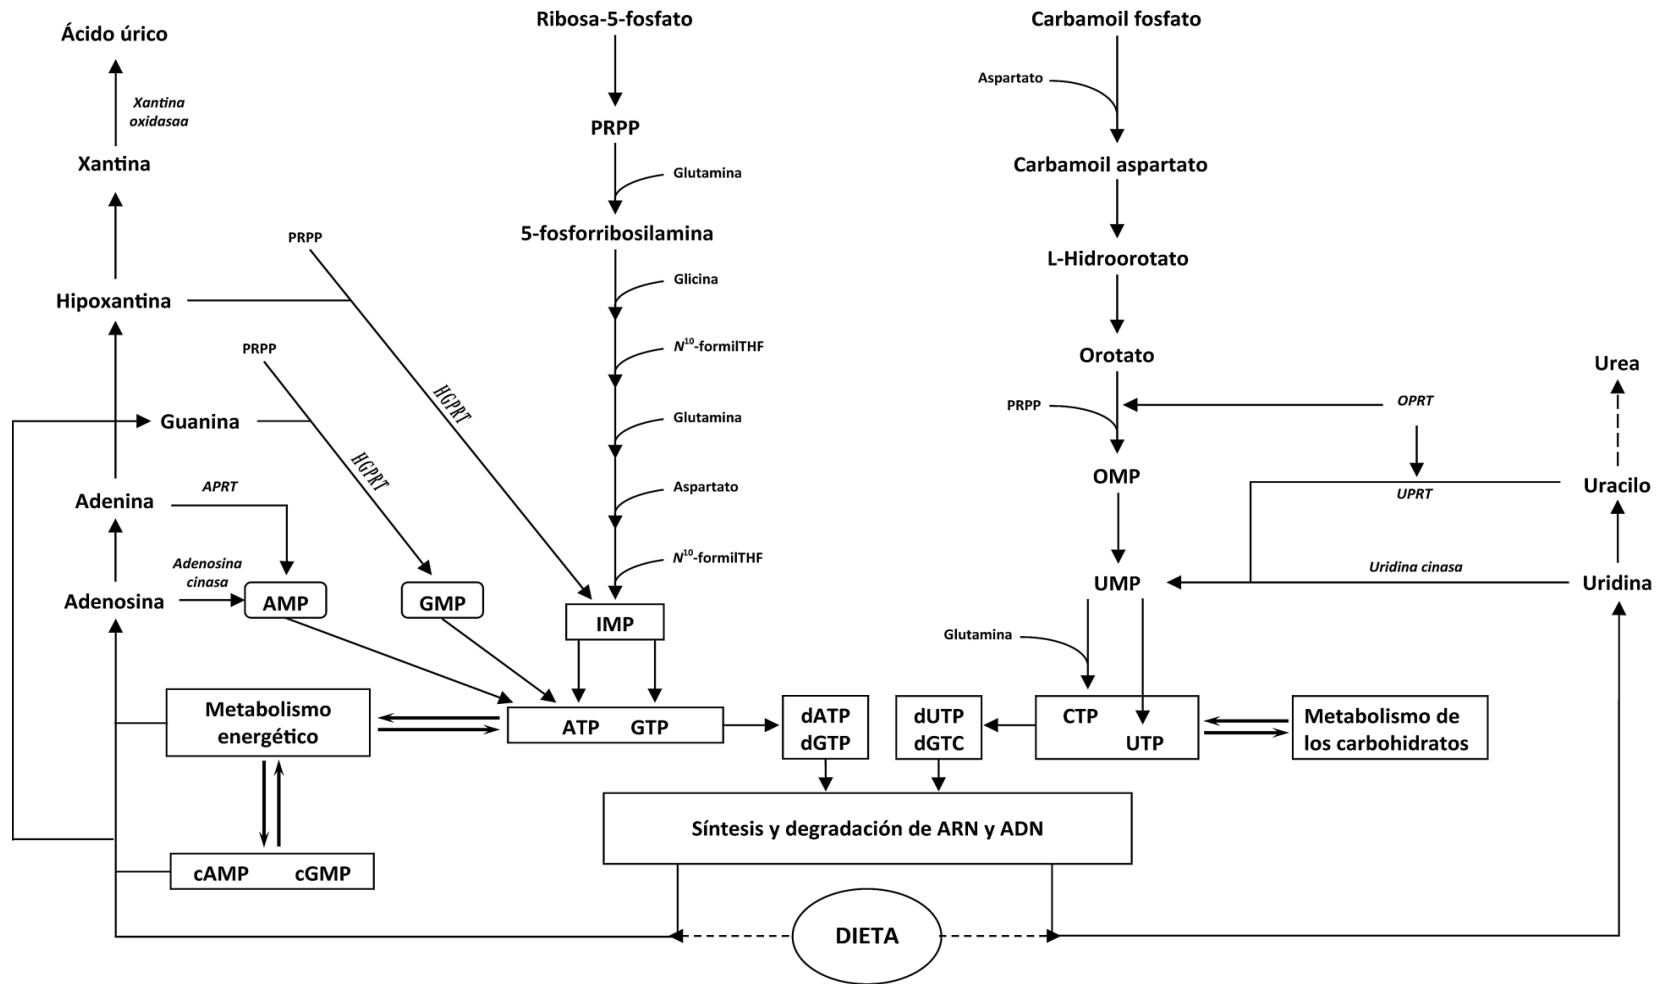 Ribosa-5-fosfato
Carbamoil fosfato
Ácido úrico
Aspartato
Xantina
oxidasaa
PRPP
Xantina
Carbamoil aspartato
Glutamina
PRPP
5-fosforribosilamina
L-Hidroorotato
Glicina
Hipoxantina
PRPP
N¹⁰-formilTHF
Orotato
Urea
HGPRT
PRPP
OPRT
Guanina
Glutamina
HGPRT
OMP
Adenina
APRT
Aspartato
UPRT
Uracilo
N¹⁰-formilTHF
Adenosina
cinasa
Uridina cinasa
Adenosina
AMP
GMP
IMP
UMP
Uridina
Glutamina
Metabolismo
energético
ATP GTP
dATP
dGTP
dUTP
dGTC
CTP
UTP
Metabolismo de
los carbohidratos
Síntesis y degradación de ARN y ADN
cAMP cGMP
DIETA